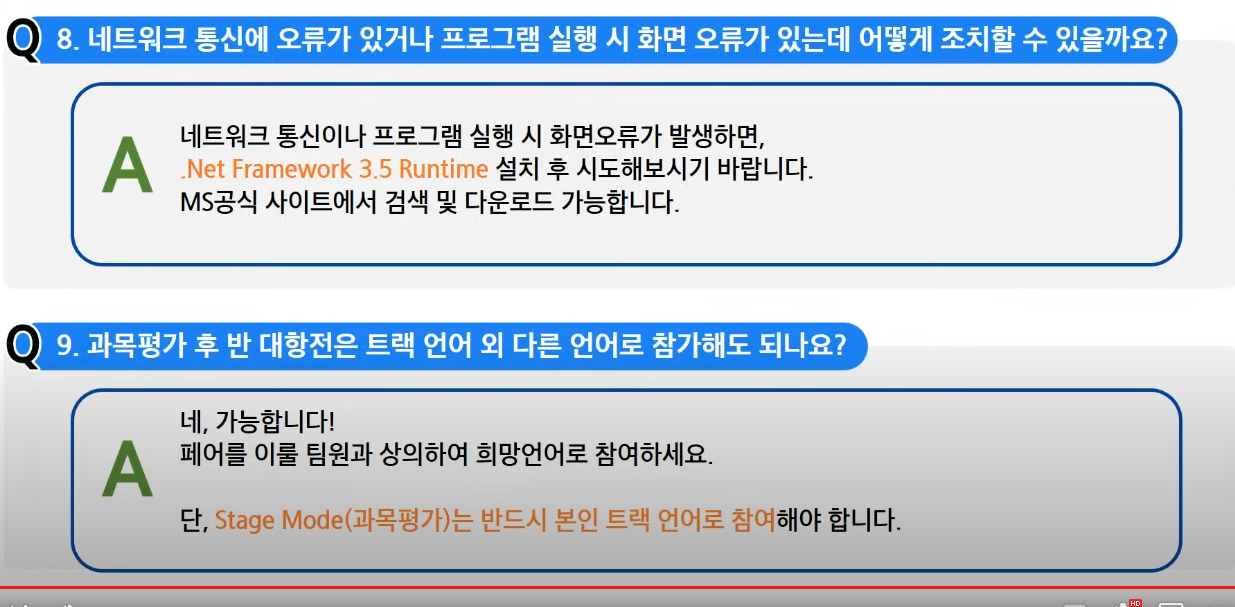 Q 8. 네트워크 통신에 오류가 있거나 프로그램 실행 시 화면 오류가 있는데 어떻게 조치할 수 있을까요?
A
네트워크 통신이나 프로그램 실행 시 화면오류가 발생하면,
.Net Framework 3.5 Runtime 설치 후 시도해보시기 바랍니다.
MS공식 사이트에서 검색 및 다운로드 가능합니다.
Q 9. 과목평가 후 반 대항전은 트랙 언어 외 다른 언어로 참가해도 되나요?
A
네, 가능합니다!
페어를 이룰 팀원과 상의하여 희망언어로 참여하세요.
단, Stage Mode(과목평가)는 반드시 본인 트랙 언어로 참여해야 합니다.
HD